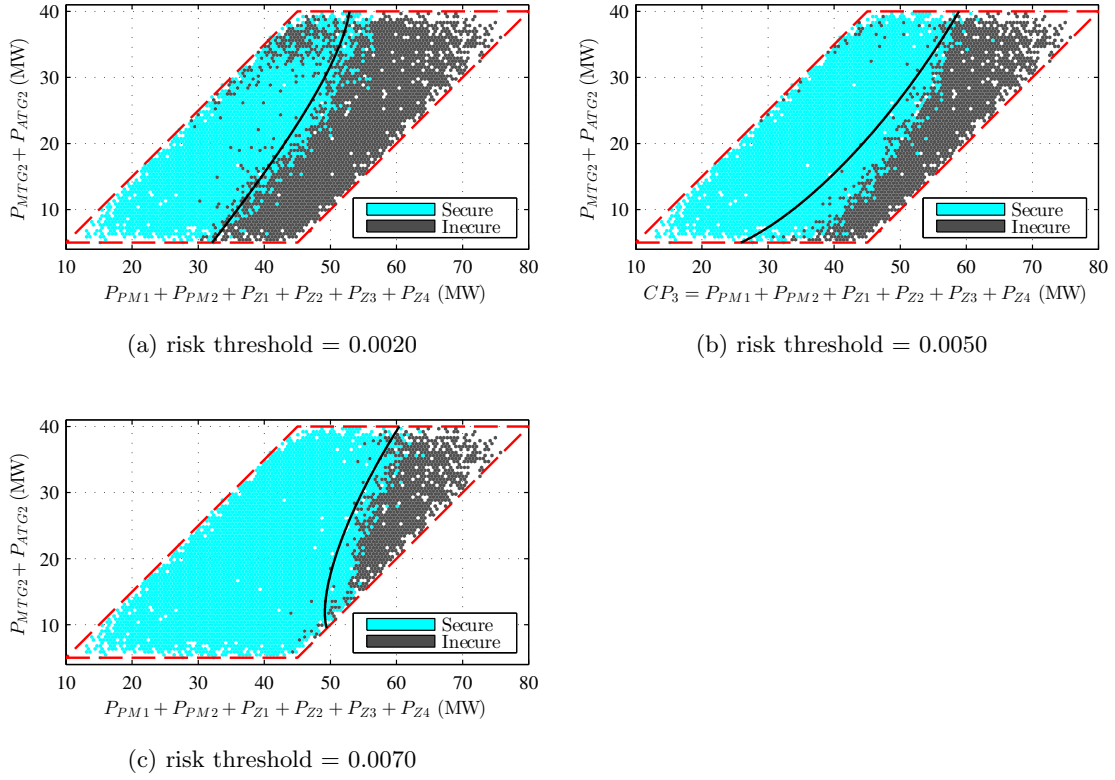 40
30
20
10
P_{MTG2} + P_{ATG2} (MW)
Secure
Inecure
10 20 30 40 50 60 70 80
P_{PM1} + P_{PM2} + P_{Z1} + P_{Z2} + P_{Z3} + P_{Z4} (MW)
(a) risk threshold = 0.0020
40
30
20
10
P_{MTG2} + P_{ATG2} (MW)
Secure
Inecure
10 20 30 40 50 60 70 80
CP_3 = P_{PM1} + P_{PM2} + P_{Z1} + P_{Z2} + P_{Z3} + P_{Z4} (MW)
(b) risk threshold = 0.0050
40
30
20
10
P_{MTG2} + P_{ATG2} (MW)
Secure
Inecure
10 20 30 40 50 60 70 80
P_{PM1} + P_{PM2} + P_{Z1} + P_{Z2} + P_{Z3} + P_{Z4} (MW)
(c) risk threshold = 0.0070